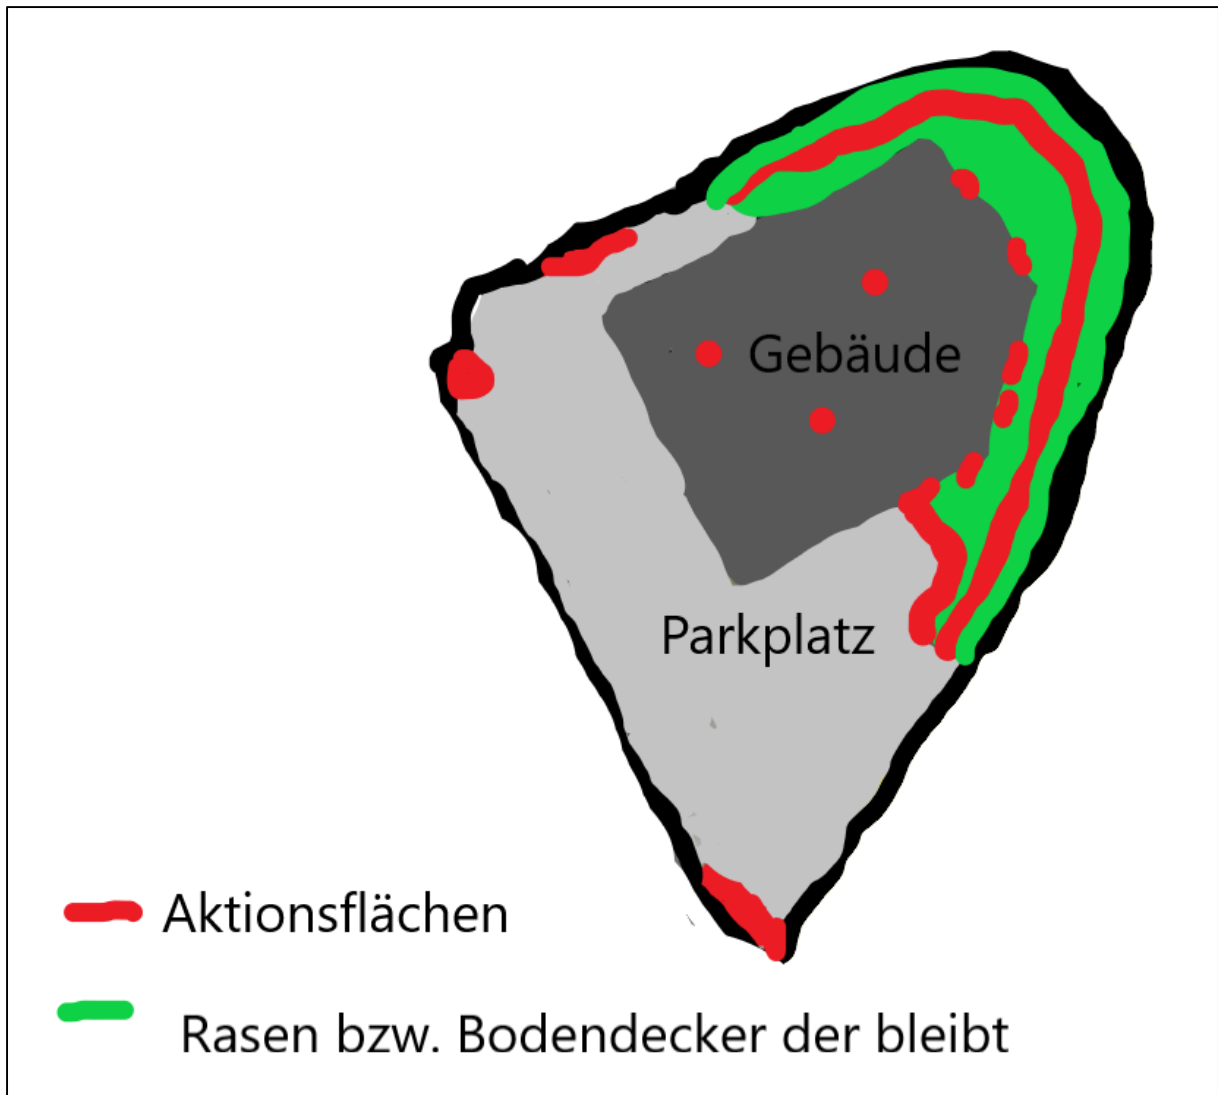 Gebäude
Parkplatz
Aktionsflächen
Rasen bzw. Bodendecker der bleibt